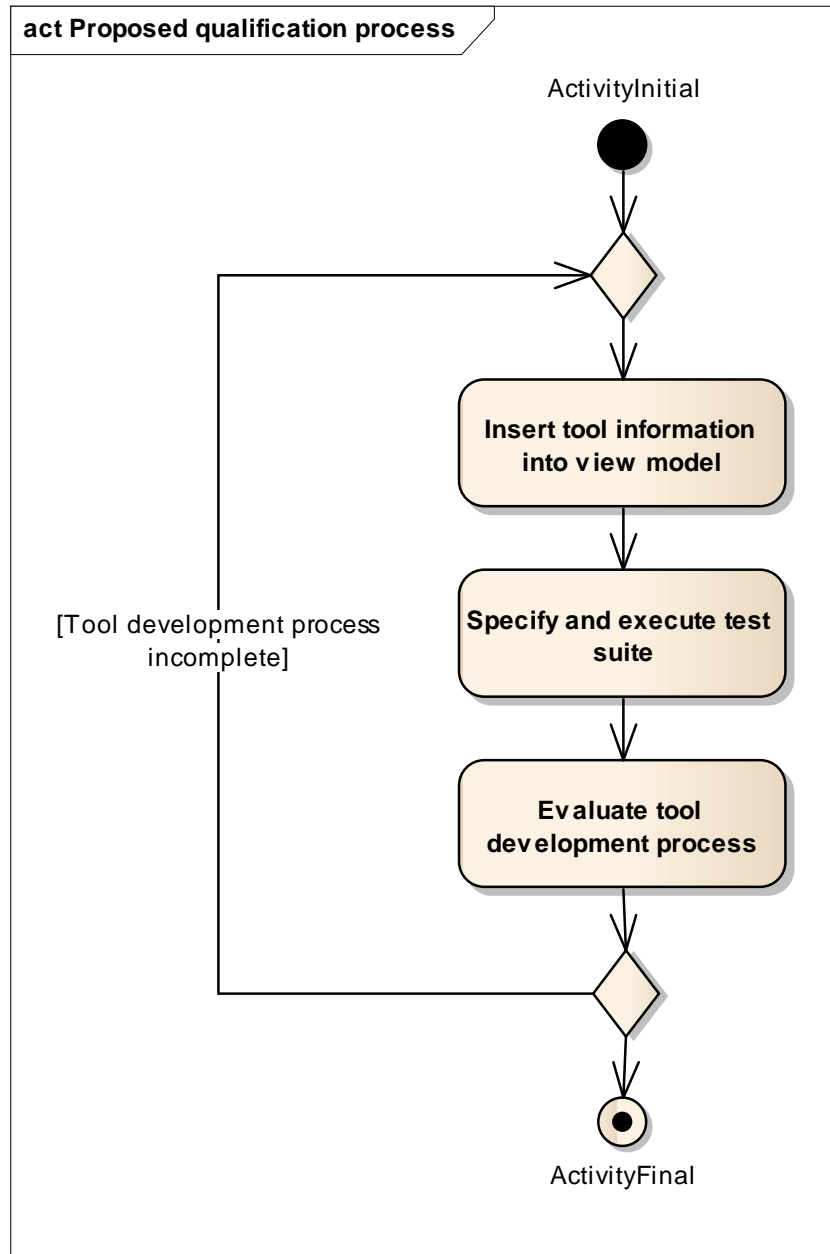 act Proposed qualification process
ActivityInitial
Insert tool information
into view model
Specify and execute test
suite
[Tool development process
incomplete]
Evaluate tool
development process
ActivityFinal